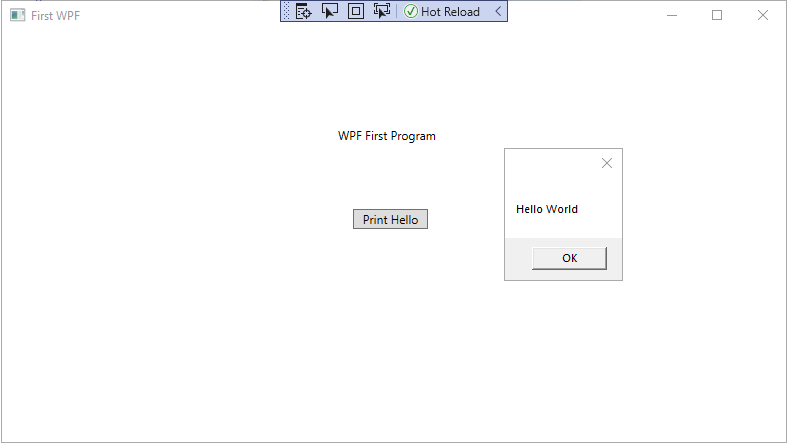 First WPF
Hot Reload
WPF First Program
Hello World
Print Hello
OK